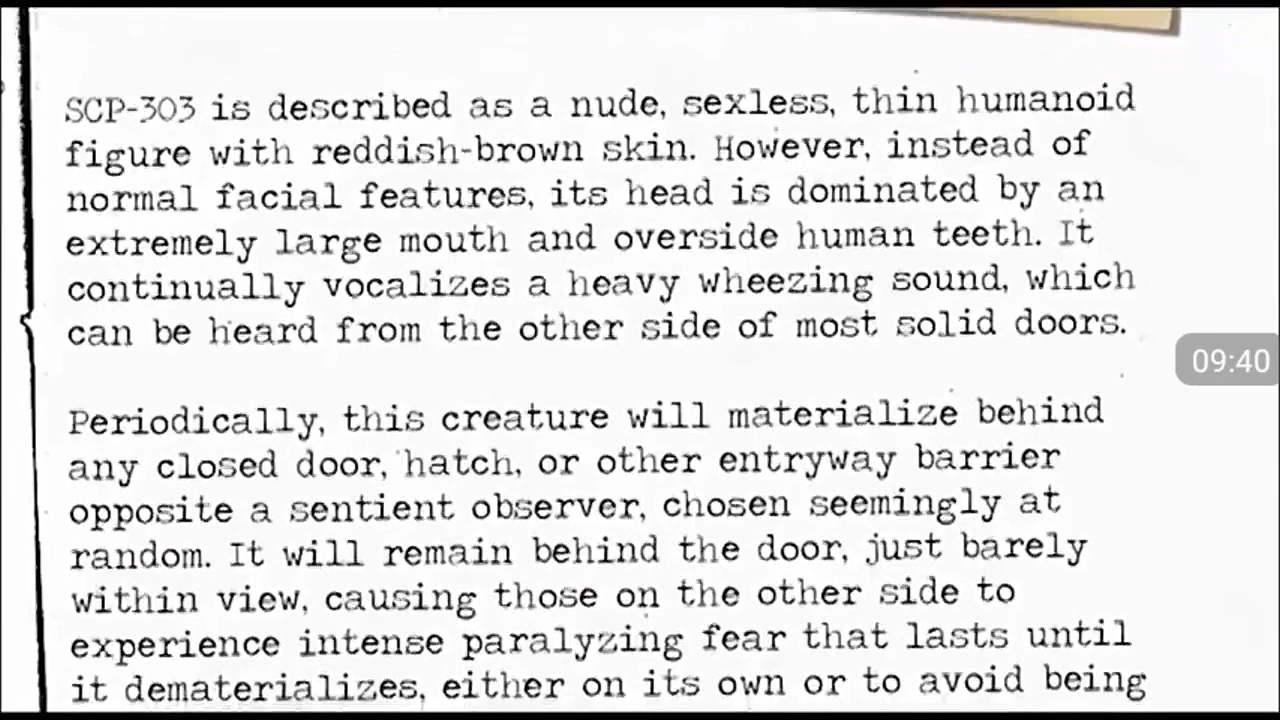 SCP-303 is described as a nude, sexless, thin humanoid
figure with reddish-brown skin. However, instead of
normal facial features, its head is dominated by an
extremely large mouth and overside human teeth. It
continually vocalizes a heavy wheezing sound, which
can be heard from the other side of most solid doors.
09:40
Periodically, this creature will materialize behind
any closed door, hatch, or other entryway barrier
opposite a sentient observer, chosen seemingly at
random. It will remain behind the door, just barely
within view, causing those on the other side to
experience intense paralyzing fear that lasts until
it dematerializes, either on its own or to avoid being